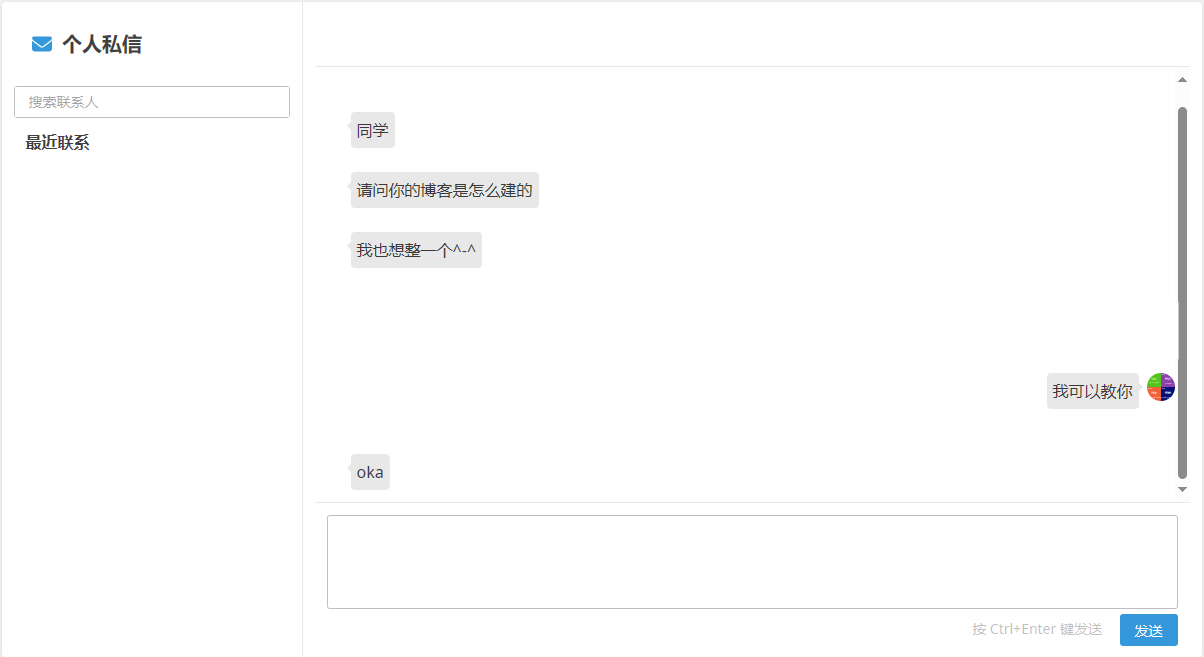 个人私信
搜索联系人
最近联系
同学
请问你的博客是怎么建的
我也想整一个^-^
我可以教你
oka
按 Ctrl+Enter 键发送
发送